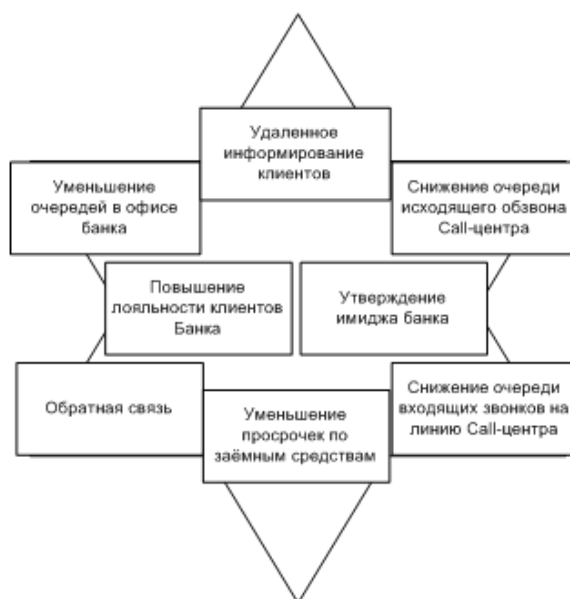 Удаленное
информирование
клиентов
Уменьшение
очередей в офисе
банка
Снижение очереди
исходящего обзвона
Call-центра
Повышение
лояльности клиентов
Банка
Утверждение
имиджа банка
Обратная связь
Уменьшение
просрочек по
заёмным средствам
Снижение очереди
входящих звонков на
линию Call-центра